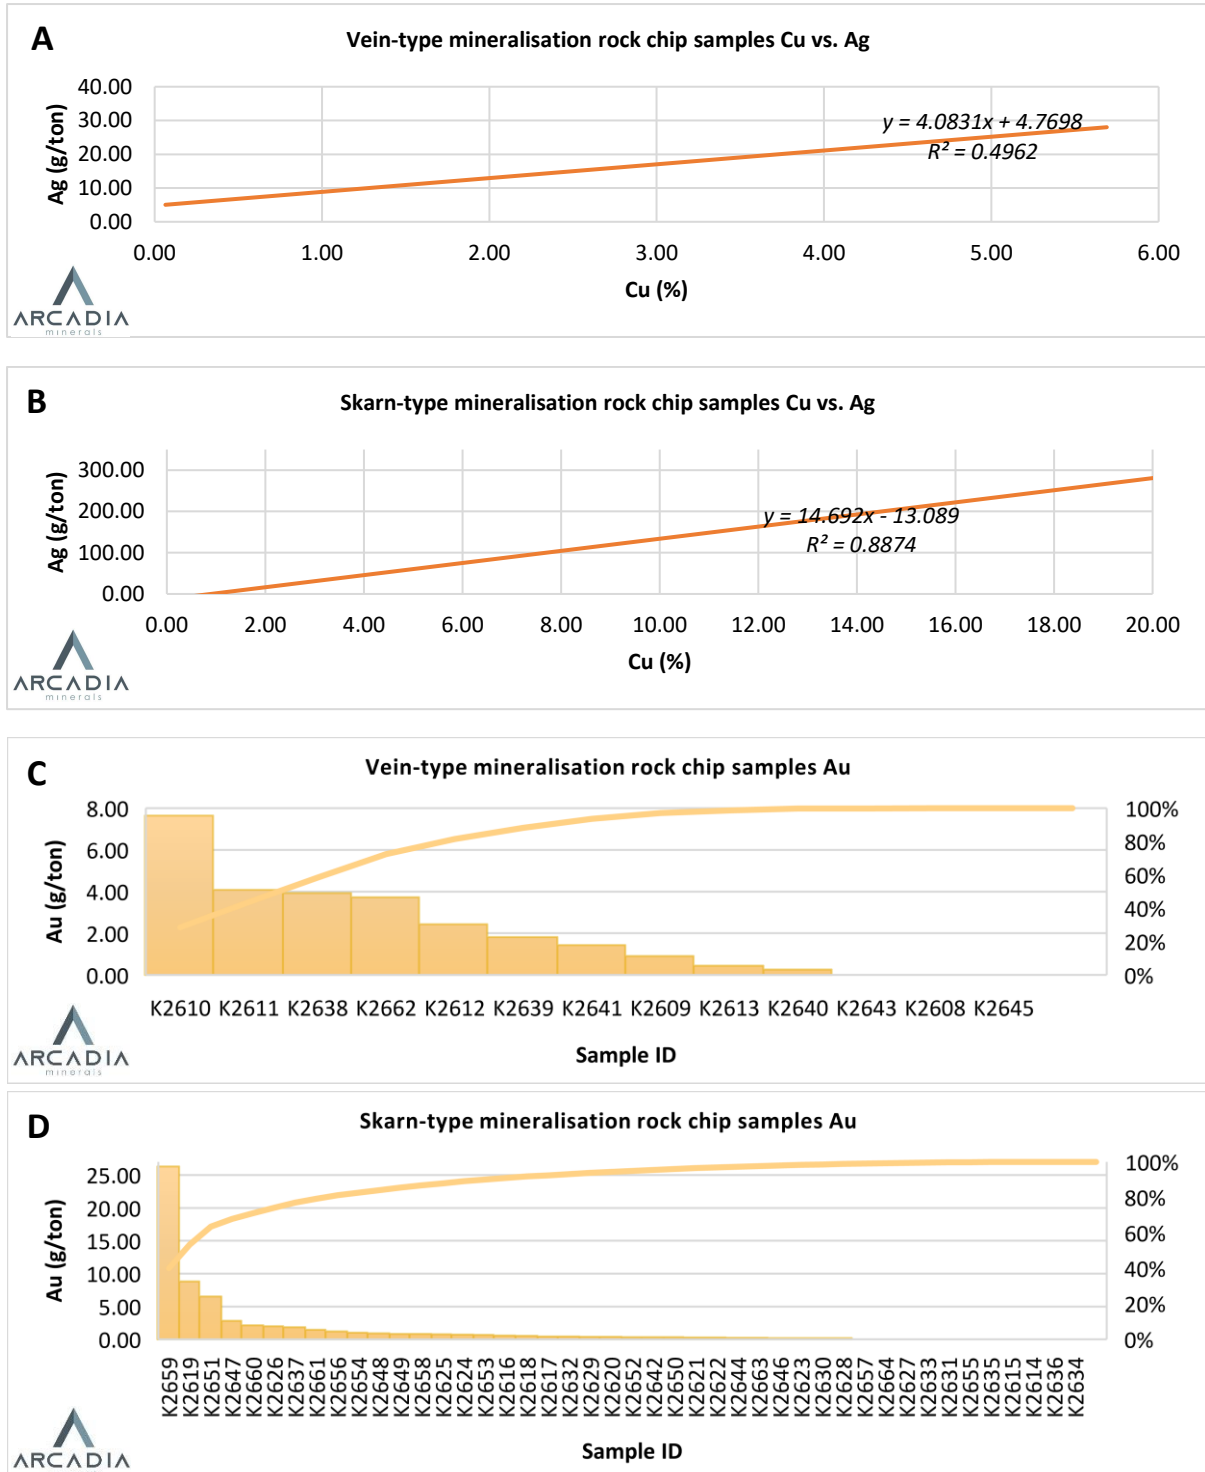 A
Vein-type mineralisation rock chip samples Cu vs. Ag
40.00
30.00
20.00
10.00
0.00
Ag (g/ton)
y = 4.0831x + 4.7698
R² = 0.4962
0.00 1.00 2.00 3.00 4.00 5.00 6.00
Cu (%)
ARCADIA
minerals
B
Skarn-type mineralisation rock chip samples Cu vs. Ag
300.00
200.00
100.00
0.00
Ag (g/ton)
y = 14.692x - 13.089
R² = 0.8874
0.00 2.00 4.00 6.00 8.00 10.00 12.00 14.00 16.00 18.00 20.00
Cu (%)
ARCADIA
minerals
C
Vein-type mineralisation rock chip samples Au
8.00
6.00
4.00
2.00
0.00
Au (g/ton)
100%
80%
60%
40%
20%
0%
K2610 K2611 K2638 K2662 K2612 K2639 K2641 K2609 K2613 K2640 K2643 K2608 K2645
Sample ID
ARCADIA
minerals
D
Skarn-type mineralisation rock chip samples Au
25.00
20.00
15.00
10.00
5.00
0.00
Au (g/ton)
100%
80%
60%
40%
20%
0%
K2659 K2619 K2651 K2647 K2660 K2626 K2637 K2661 K2656 K2654 K2648 K2649 K2658 K2625 K2624 K2653 K2616 K2618 K2617 K2632 K2629 K2620 K2652 K2642 K2650 K2621 K2622 K2644 K2663 K2646 K2623 K2630 K2628 K2657 K2664 K2627 K2633 K2631 K2655 K2635 K2615 K2614 K2636 K2634
Sample ID
ARCADIA
minerals